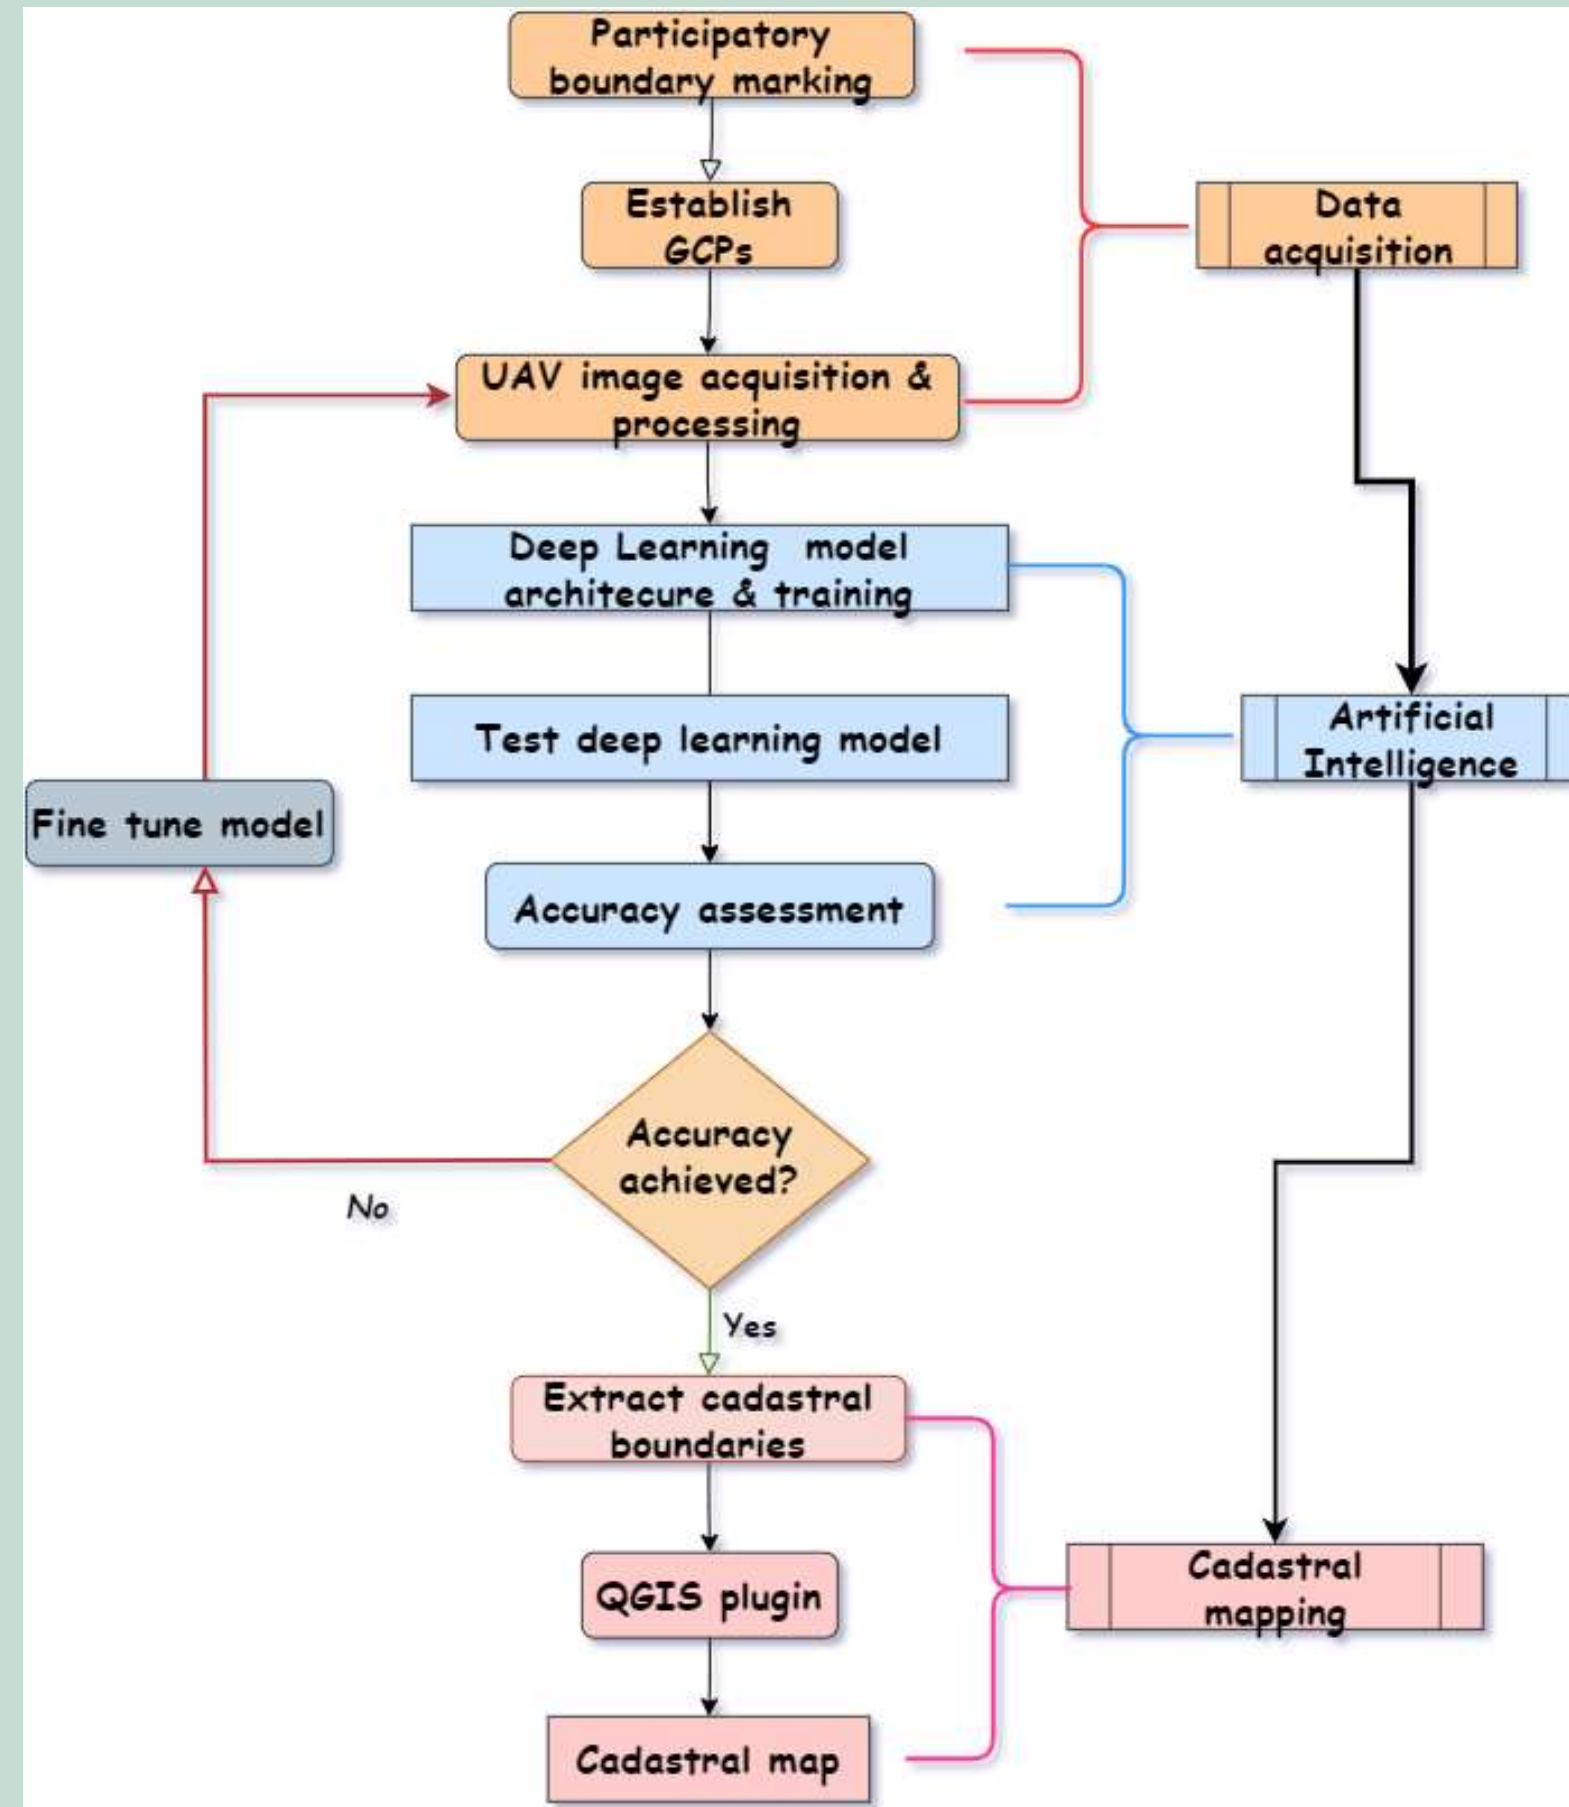 Participatory
boundary marking
Establish
GCPs
Data
acquisition
UAV image acquisition &
processing
Deep Learning model
architecure & training
Test deep learning model
Artificial
Intelligence
Fine tune model
Accuracy assessment
Accuracy
achieved?
No
Yes
Extract cadastral
boundaries
QGIS plugin
Cadastral
mapping
Cadastral map